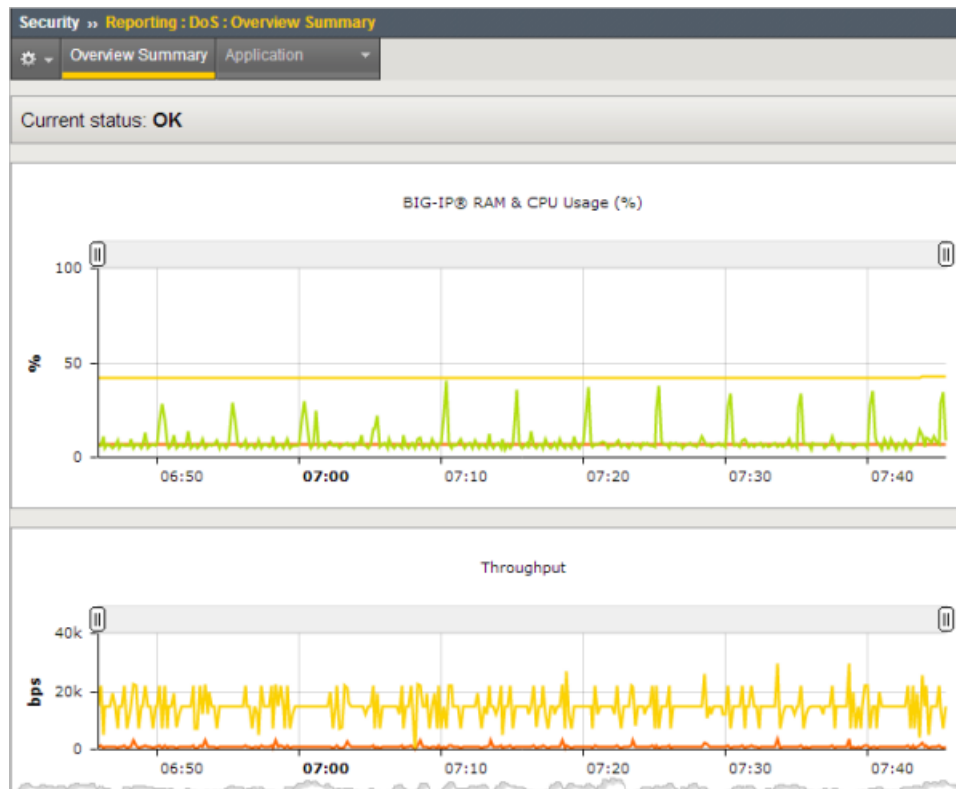 Security » Reporting : DoS : Overview Summary
Overview Summary Application
Current status: OK
BIG-IP® RAM & CPU Usage (%)
100
50
0
%
06:50 07:00 07:10 07:20 07:30 07:40
Throughput
40k
20k
0
bps
06:50 07:00 07:10 07:20 07:30 07:40